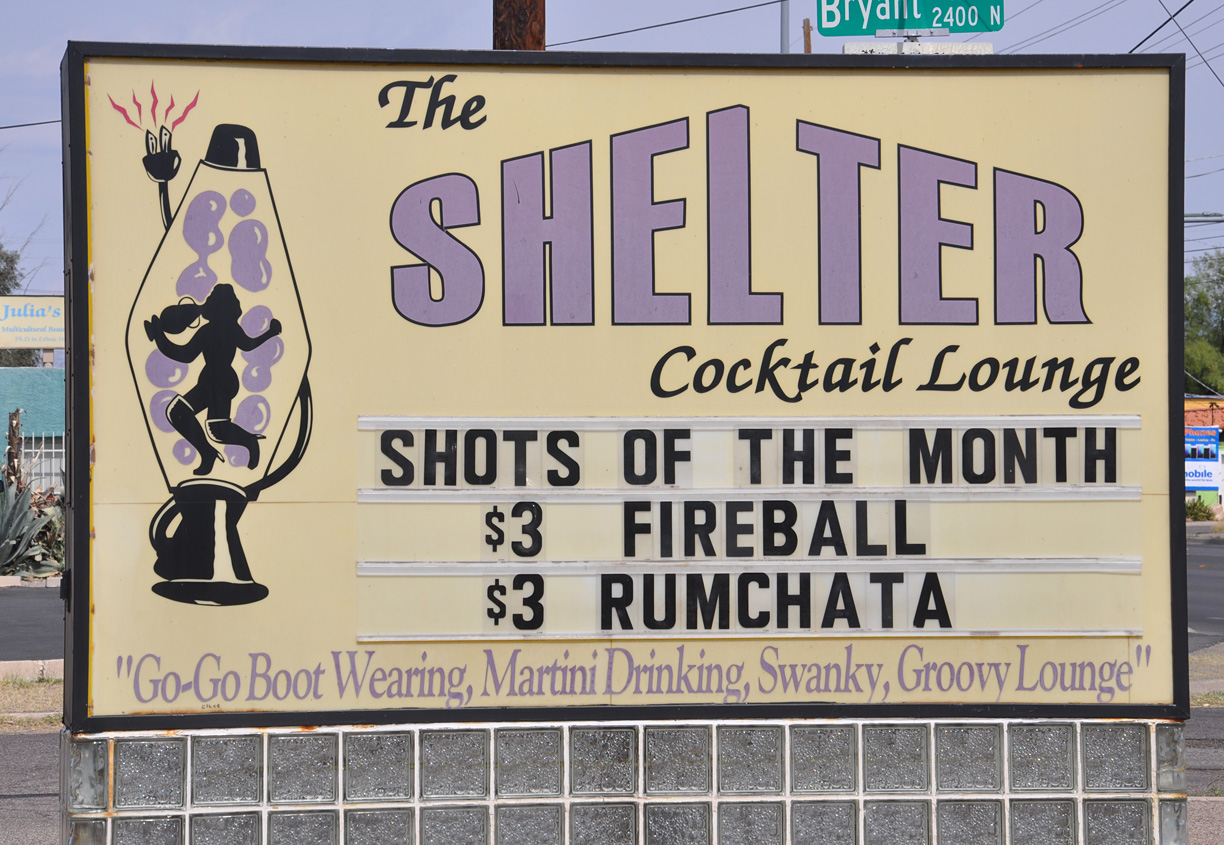 Bryant 2400 N
The
SHELTER
Cocktail Lounge
SHOTS OF THE MONTH
$3 FIREBALL
$3 RUMCHATA
"Go-Go Boot Wearing, Martini Drinking, Swanky, Groovy Lounge"
Julia's
Multicultural